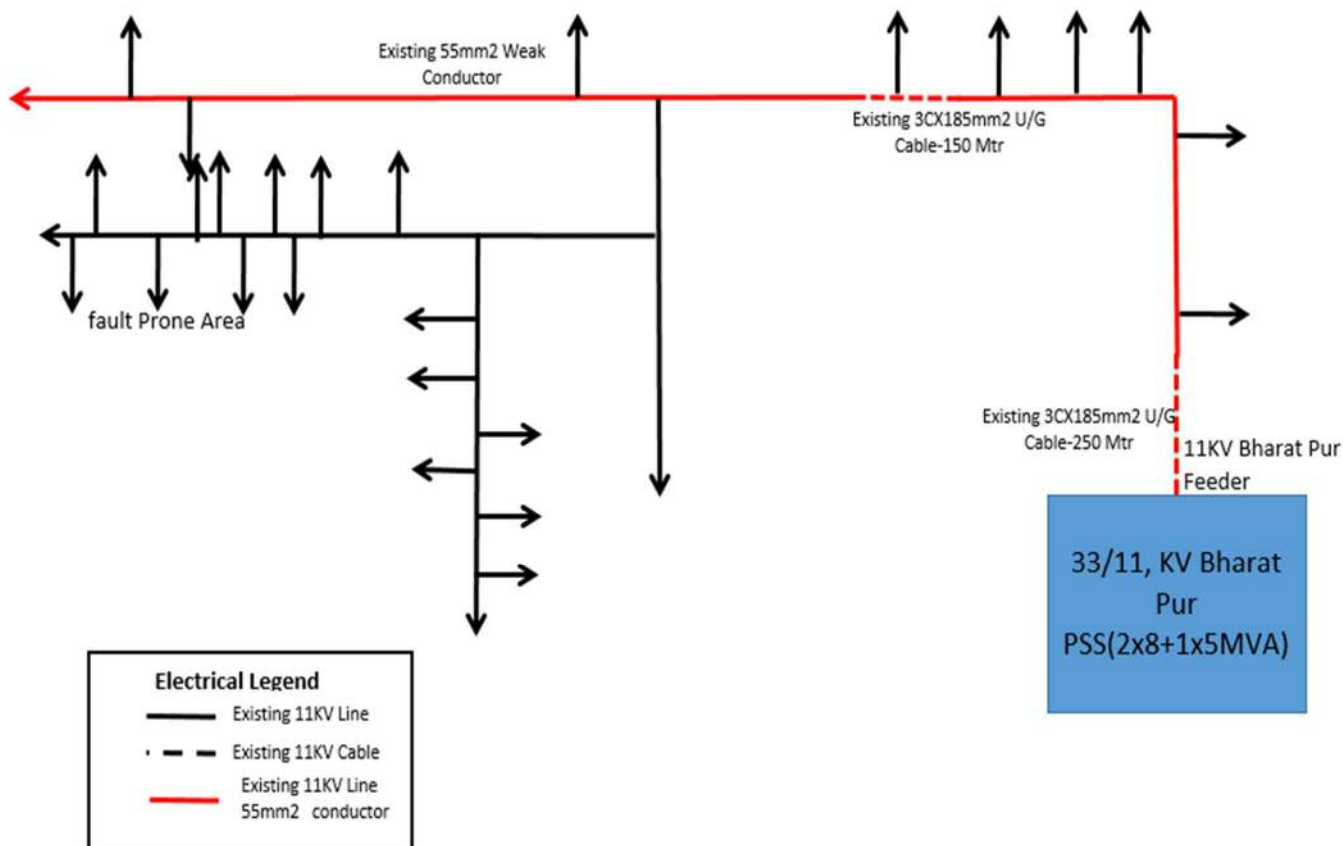 Existing 55mm2 Weak
Conductor
Existing 3CX185mm2 U/G
Cable-150 Mtr
fault Prone Area
Existing 3CX185mm2 U/G
Cable-250 Mtr
11KV Bharat Pur
Feeder
33/11, KV Bharat
Pur
PSS(2x8+1x5MVA)
Electrical Legend
Existing 11KV Line
Existing 11KV Cable
Existing 11KV Line
55mm2 conductor